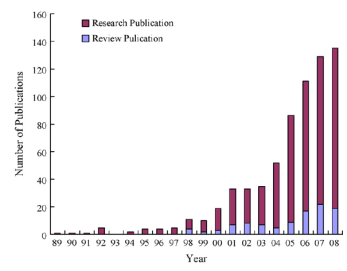 160
140
120
100
80
60
40
20
0
Number of Publications
Research Publication
Review Pulication
89 90 91 92 93 94 95 96 97 98 99 00 01 02 03 04 05 06 07 08
Year